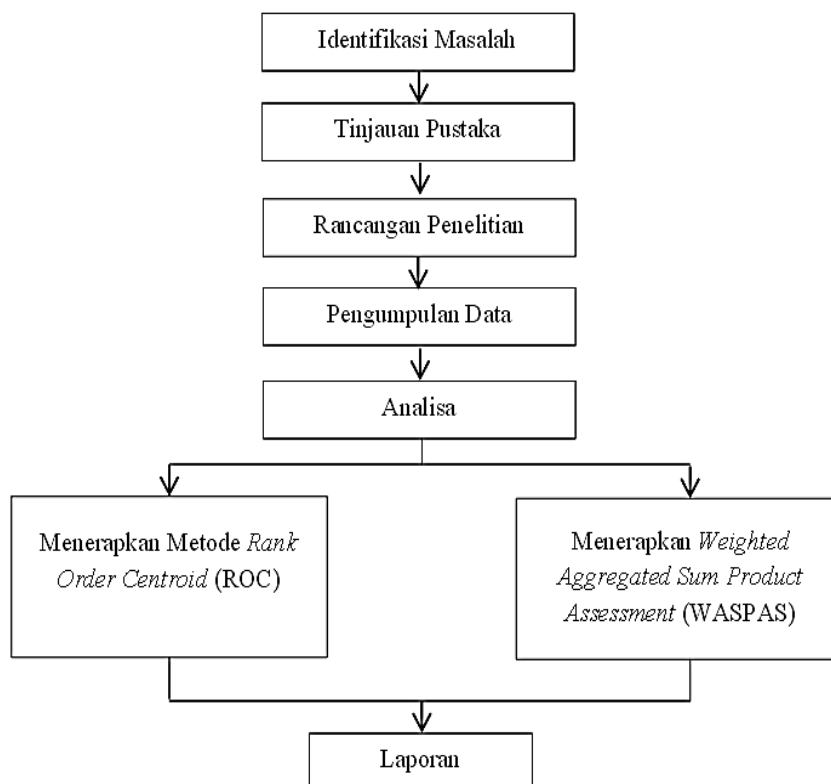 Identifikasi Masalah
Tinjauan Pustaka
Rancangan Penelitian
Pengumpulan Data
Analisa
Menerapkan Metode Rank
Order Centroid (ROC)
Menerapkan Weighted
Aggregated Sum Product
Assessment (WASPAS)
Laporan